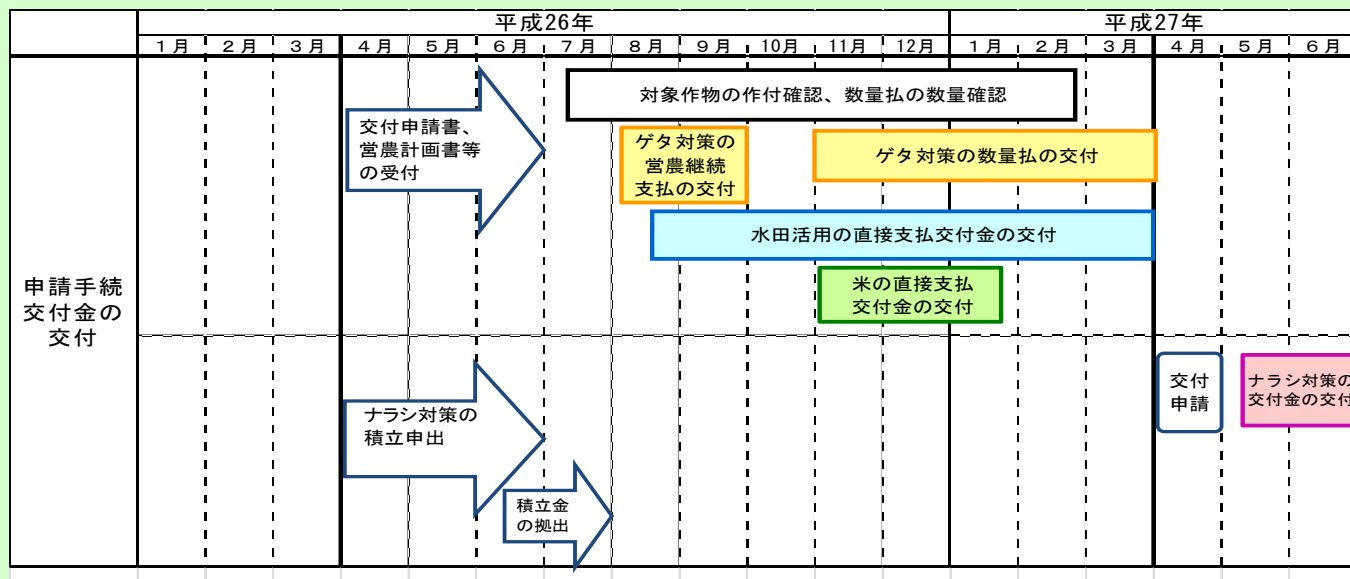 平成26年
平成27年
1月 2月 3月 4月 5月 6月 7月 8月 9月 10月 11月 12月 1月 2月 3月 4月 5月 6月
申請手続
交付金の
交付
対象作物の作付確認、数量払の数量確認
交付申請書、
営農計画書等
の受付
ゲタ対策の
営農継続
支払の交付
ゲタ対策の数量払の交付
水田活用の直接支払交付金の交付
米の直接支払
交付金の交付
ナラシ対策の
積立申出
積立金
の拠出
交付
申請
ナラシ対策の
交付金の交付